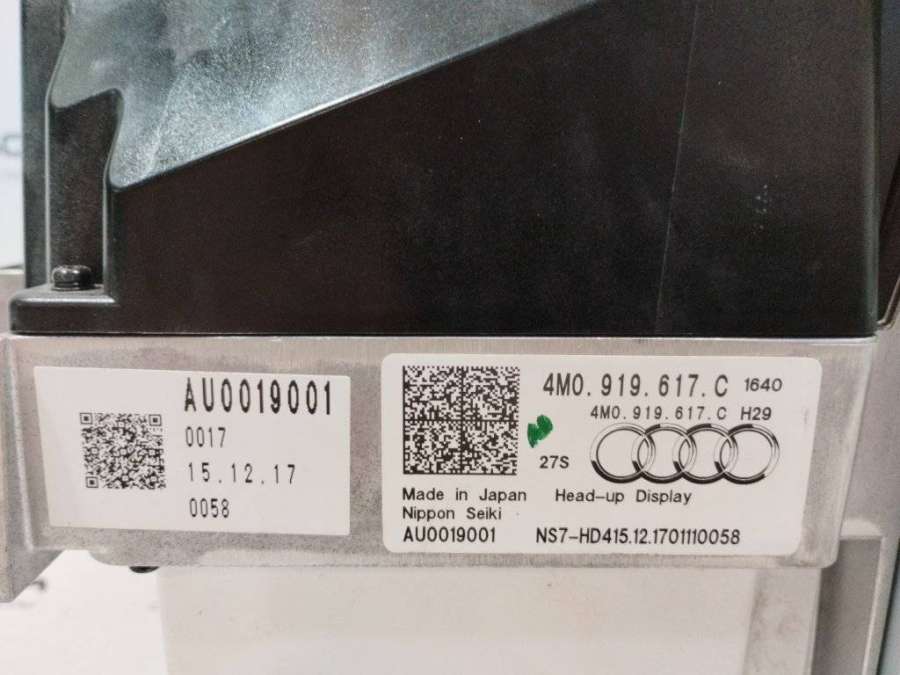 AU0019001
0017
15.12.17
0058
4M0.919.617.C 1640
4M0.919.617.C H29
27S
Made in Japan Head-up Display
Nippon Seiki
AU0019001 NS7-HD415.12.1701110058